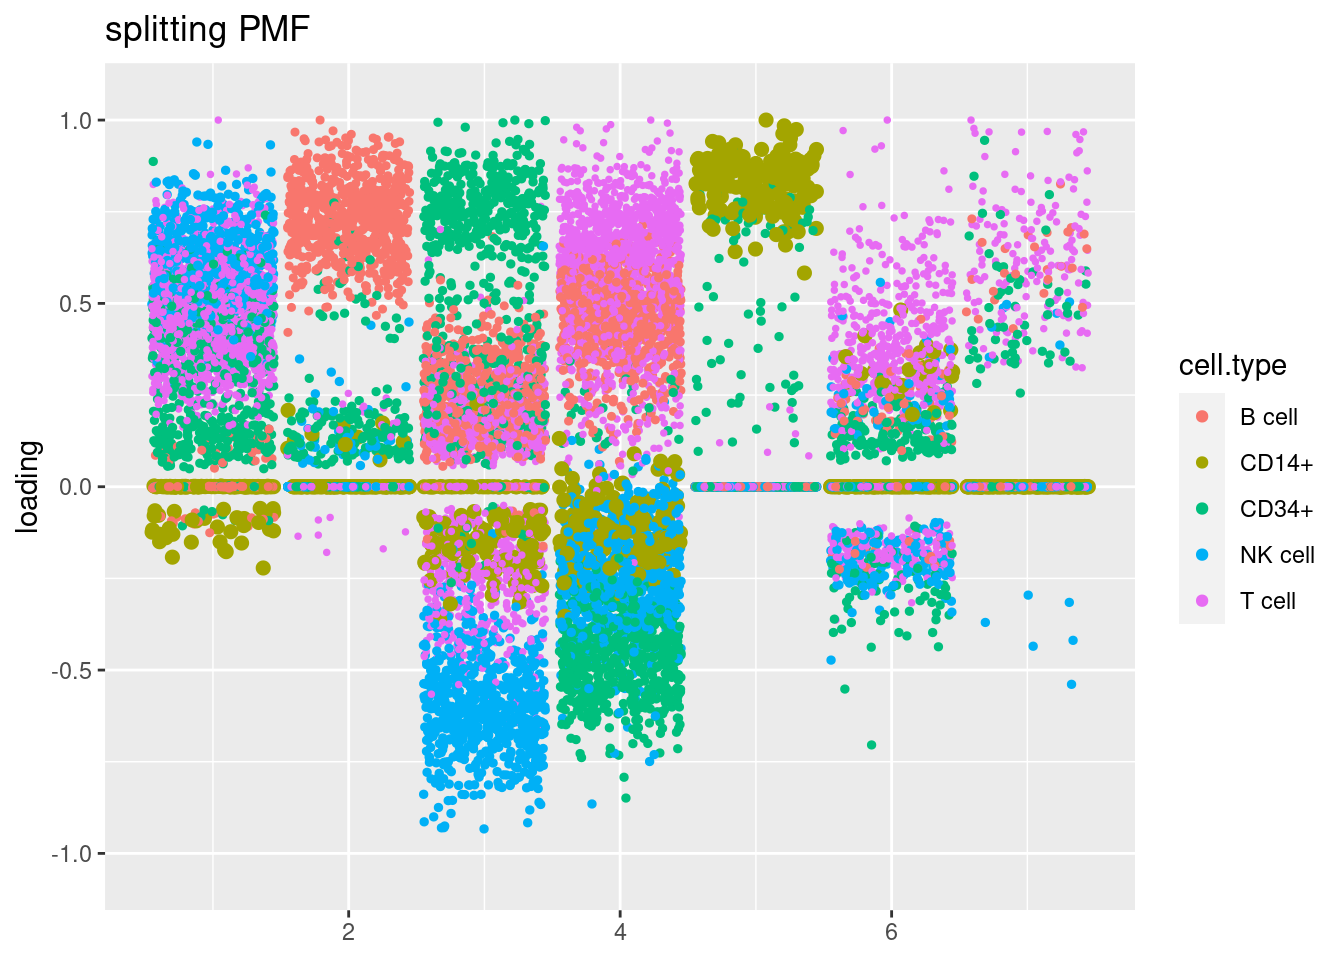 splitting PMF
1.0
0.5
0.0
-0.5
-1.0
loading
2
4
6
cell.type
B cell
CD14+
CD34+
NK cell
T cell